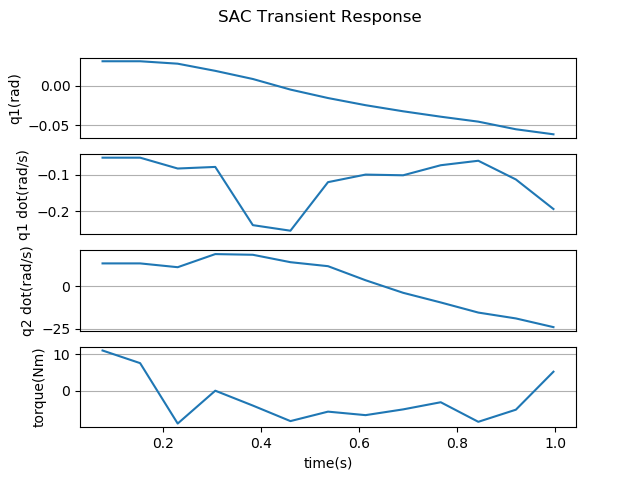 SAC Transient Response
q1(rad)
0.00
−0.05
q1 dot(rad/s)
−0.1
−0.2
q2 dot(rad/s)
0
−25
torque(Nm)
10
0
0.2 0.4 0.6 0.8 1.0
time(s)